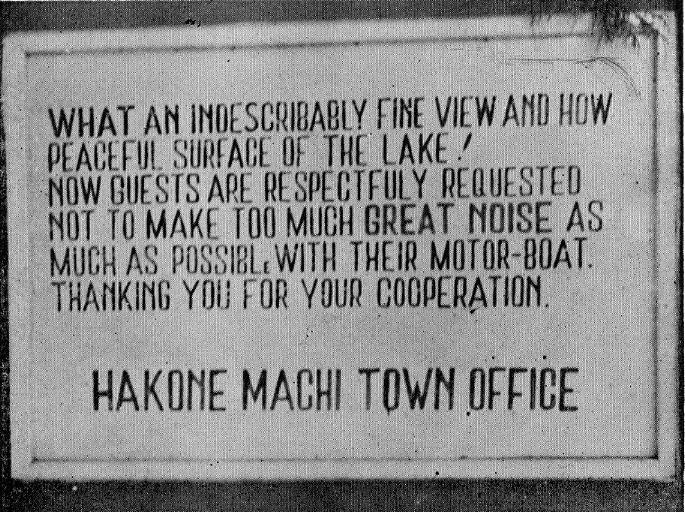 WHAT AN INDESCRIBABLY FINE VIEW AND HOW
PEACEFUL SURFACE OF THE LAKE!
NOW GUESTS ARE RESPECTFULY REQUESTED
NOT TO MAKE TOO MUCH GREAT NOISE AS
MUCH AS POSSIBLE WITH THEIR MOTOR-BOAT.
THANKING YOU FOR YOUR COOPERATION.
HAKONE MACHI TOWN OFFICE